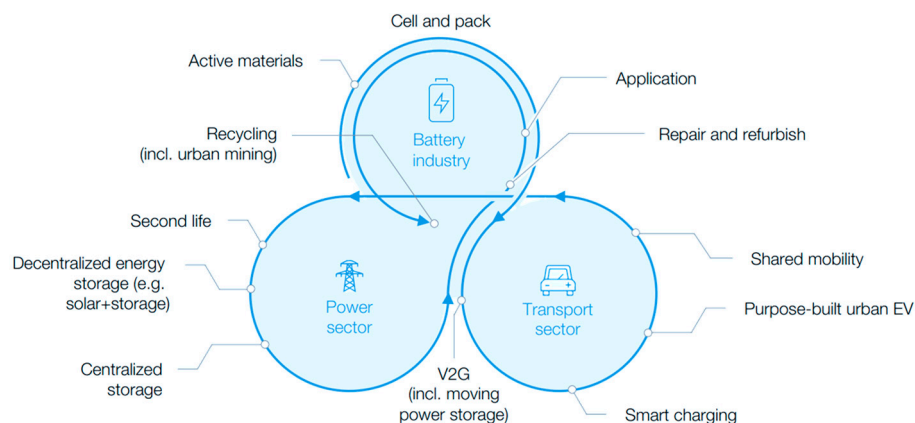 Cell and pack
Active materials
Application
Recycling
(incl. urban mining)
Battery
industry
Repair and refurbish
Second life
Decentralized energy
storage (e.g.
solar+storage)
Centralized
storage
Power
sector
V2G
(incl. moving
power storage)
Transport
sector
Shared mobility
Purpose-built urban EV
Smart charging